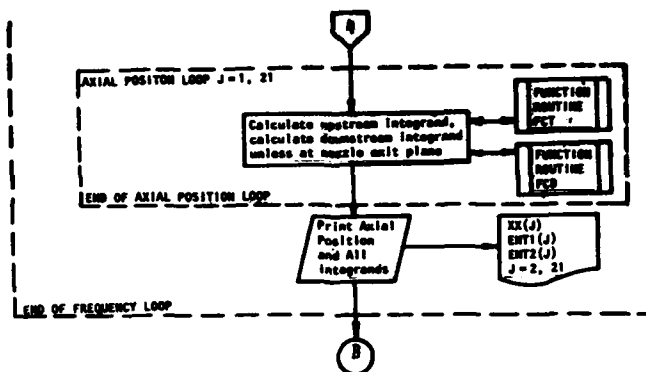 A
AXIAL POSITON LOOP J = 1, 21
FUNCTION
ROUTINE
FCT
Calculate upstream integrand,
calculate downstream integrand
unless at nozzle exit plane
FUNCTION
ROUTINE
FCD
END OF AXIAL POSITION LOOP
Print Axial
Position
and All
Integrands
XX(J)
ENT1(J)
ENT2(J)
J = 2, 21
END OF FREQUENCY LOOP
B